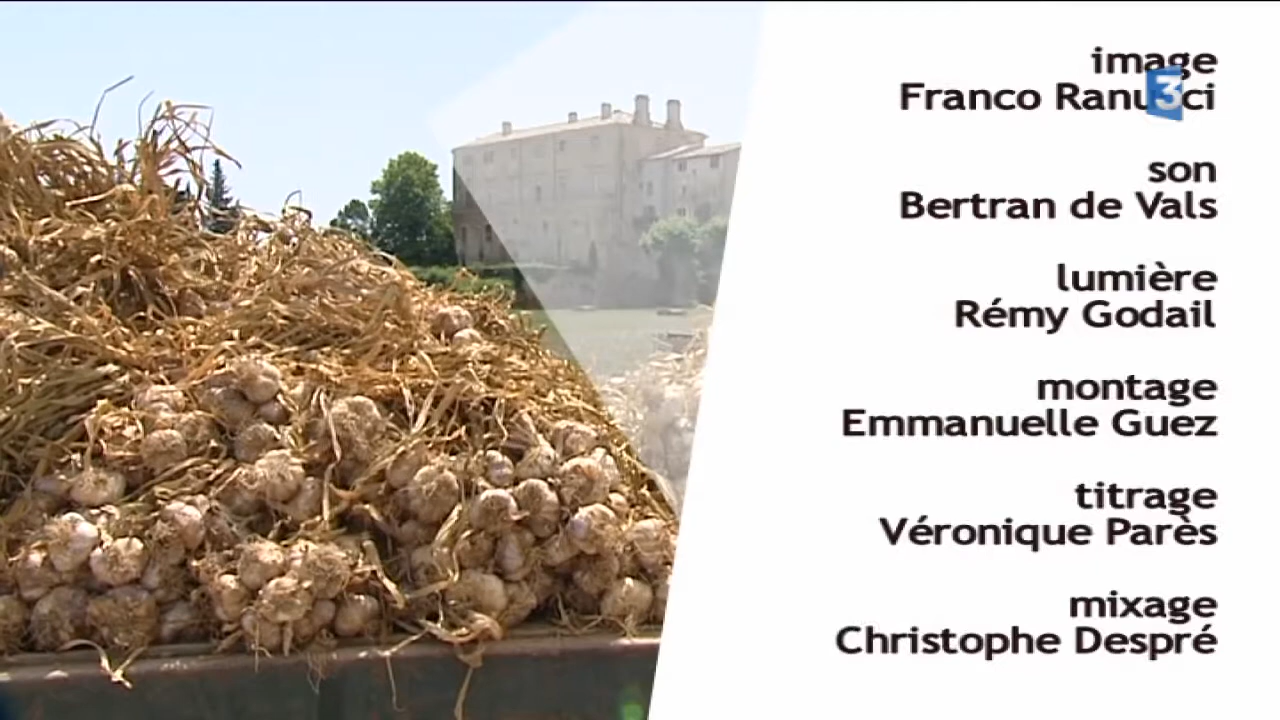 image
Franco Ranucci
3
son
Bertran de Vals
lumière
Rémy Godail
montage
Emmanuelle Guez
titrage
Véronique Parès
mixage
Christophe Despré